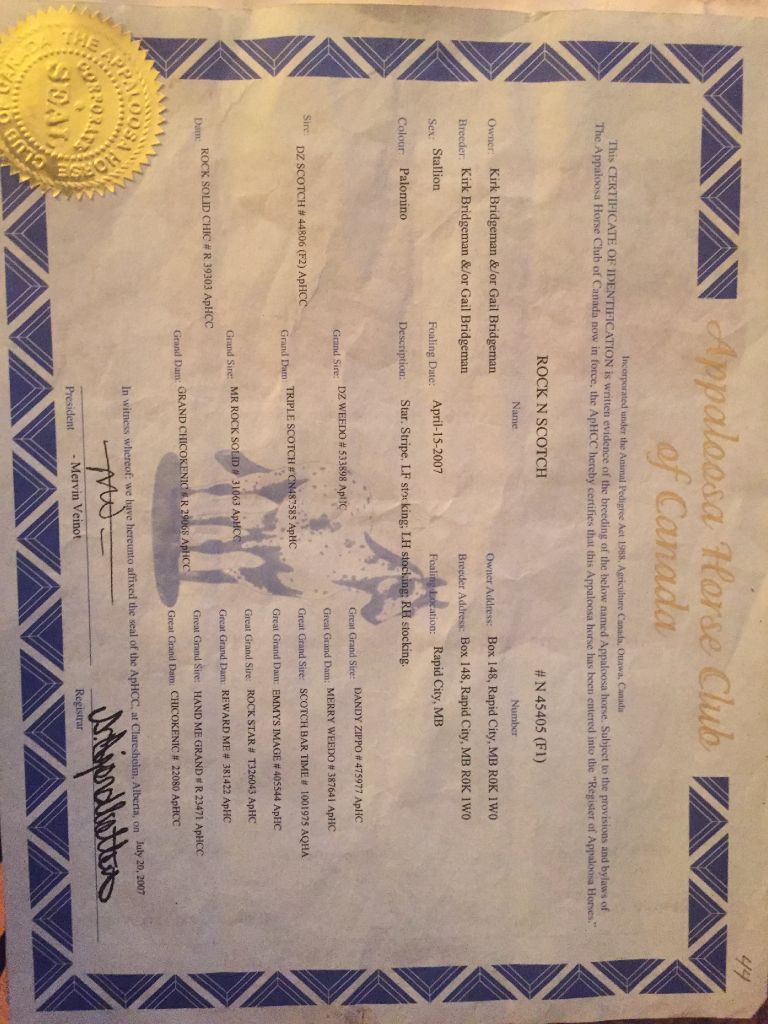 44
Appaloosa Horse Club
of Canada
Incorporated under the Animal Pedigree Act 1988, Agriculture Canada, Ottawa, Canada
This CERTIFICATE OF IDENTIFICATION is written evidence of the breeding of the below named Appaloosa horse. Subject to the provisions and bylaws of
The Appaloosa Horse Club of Canada now in force, the ApHCC hereby certifies that this Appaloosa horse has been entered into the "Register of Appaloosa Horses."
ROCK N SCOTCH # N 45405 (F1)
Name Number
Owner: Kirk Bridgeman &/or Gail Bridgeman Owner Address: Box 148, Rapid City, MB R0K 1W0
Breeder: Kirk Bridgeman &/or Gail Bridgeman Breeder Address: Box 148, Rapid City, MB R0K 1W0
Sex: Stallion Foaling Date: April-15-2007 Foaling Location: Rapid City, MB
Colour: Palomino Description: Star. Stripe. LF stocking; LH stocking; RH stocking.
Great Grand Sire: DANDY ZIPPO # 475977 ApHC
Grand Sire: DZ WEEDO # 533898 ApHC
Great Grand Dam: MERRY WEEDO # 387641 ApHC
Sire: DZ SCOTCH # 44806 (F2) ApHCC
Great Grand Sire: SCOTCH BAR TIME # 1001975 AQHA
Grand Dam TRIPLE SCOTCH # CN487585 ApHC
Great Grand Dam: EMMYS IMAGE # 405544 ApHC
Great Grand Sire: ROCK STAR # T326043 ApHC
Grand Sire: MR ROCK SOLID # 31063 ApHCC
Great Grand Dam: REWARD ME # 381422 ApHC
Dam: ROCK SOLID CHIC # R 39303 ApHCC
Great Grand Sire: HAND ME GRAND # R 23471 ApHCC
Grand Dam: GRAND CHICOKENIC # R 29068 ApHCC
Great Grand Dam: CHICOKENIC # 22080 ApHCC
In witness whereof: we have hereunto affixed the seal of the ApHCC, at Claresholm, Alberta, on July 20, 2007
President - Mervin Veinot Registrar
THE APPALOOSA HORSE CLUB OF CANADA
CORPORATE
SEAL